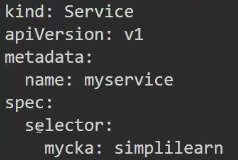 kind: Service
apiVersion: v1
metadata:
  name: myservice
spec:
  selector:
    mycka: simplilearn